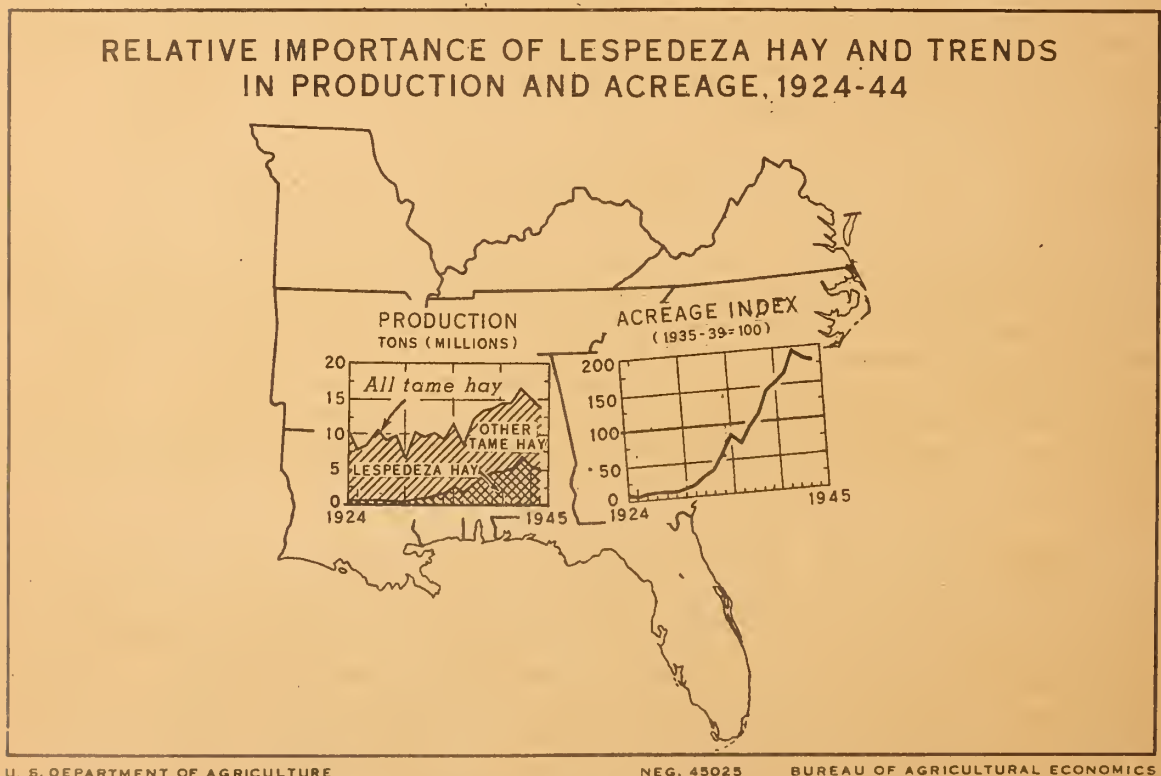 RELATIVE IMPORTANCE OF LESPEDEZA HAY AND TRENDS
IN PRODUCTION AND ACREAGE, 1924-44
PRODUCTION
TONS (MILLIONS)
20
15
10
5
0
All tame hay
OTHER
TAME HAY
LESPEDEZA HAY
1924
1945
ACREAGE INDEX
(1935-39=100)
200
150
100
50
0
1924
1945
U. S. DEPARTMENT OF AGRICULTURE
NEG. 45025
BUREAU OF AGRICULTURAL ECONOMICS